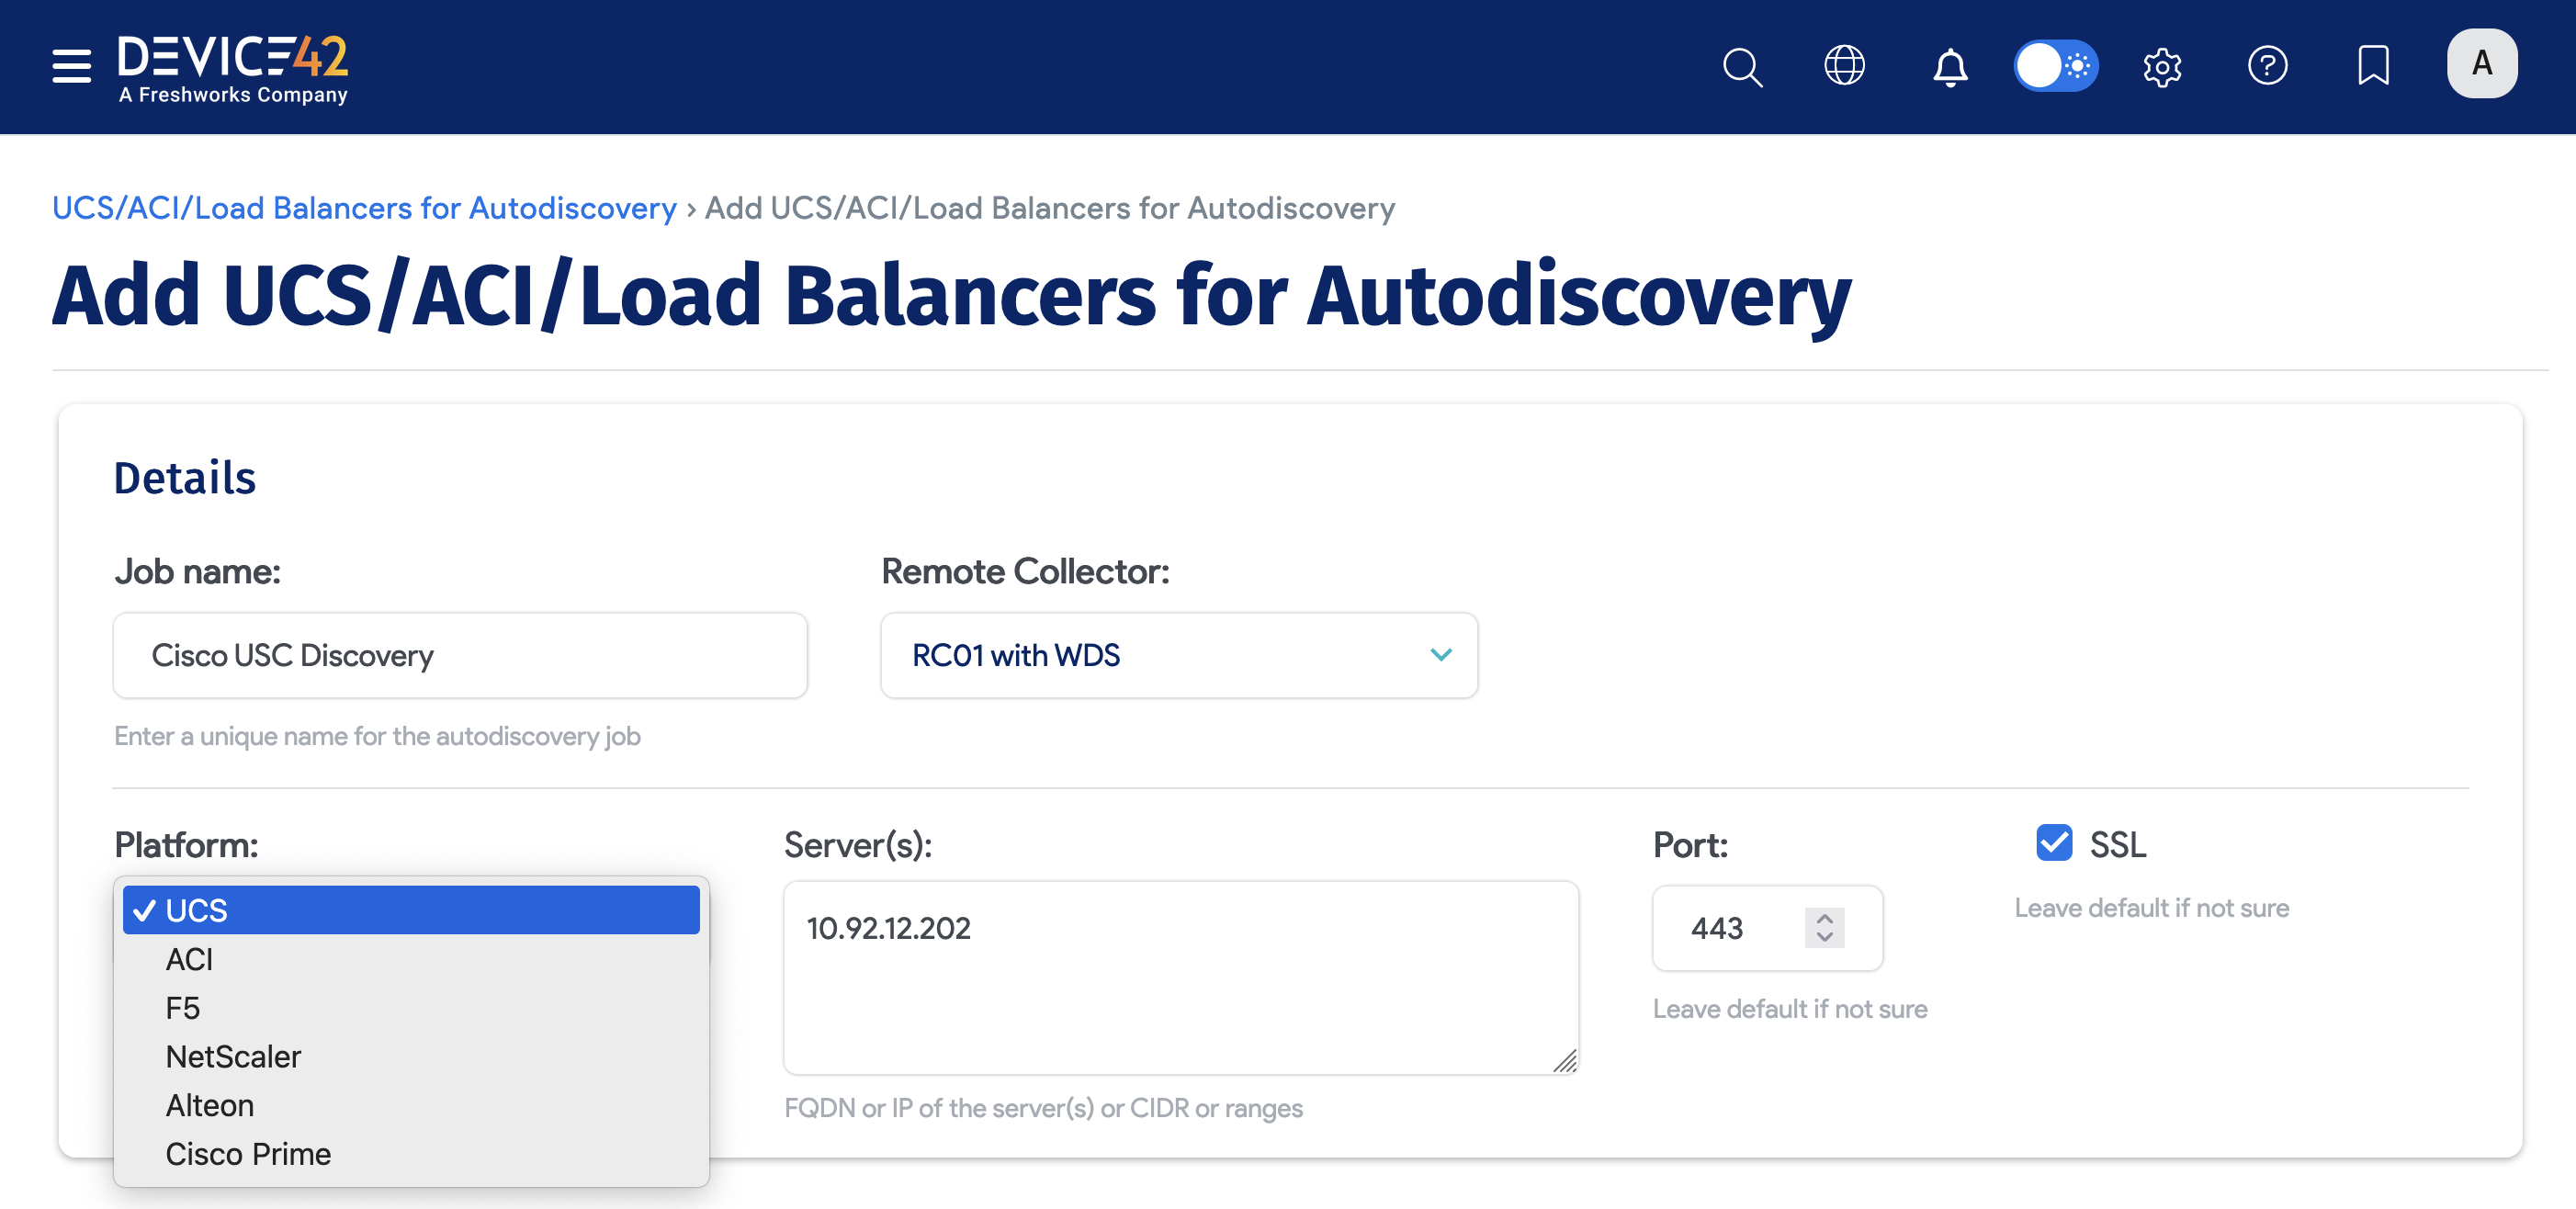 DEVICE42
A Freshworks Company
A
UCS/ACI/Load Balancers for Autodiscovery › Add UCS/ACI/Load Balancers for Autodiscovery
Add UCS/ACI/Load Balancers for Autodiscovery
Details
Job name:
Remote Collector:
Cisco USC Discovery
RC01 with WDS
Enter a unique name for the autodiscovery job
Platform:
Server(s):
Port:
SSL
UCS
ACI
F5
NetScaler
Alteon
Cisco Prime
10.92.12.202
443
Leave default if not sure
Leave default if not sure
FQDN or IP of the server(s) or CIDR or ranges